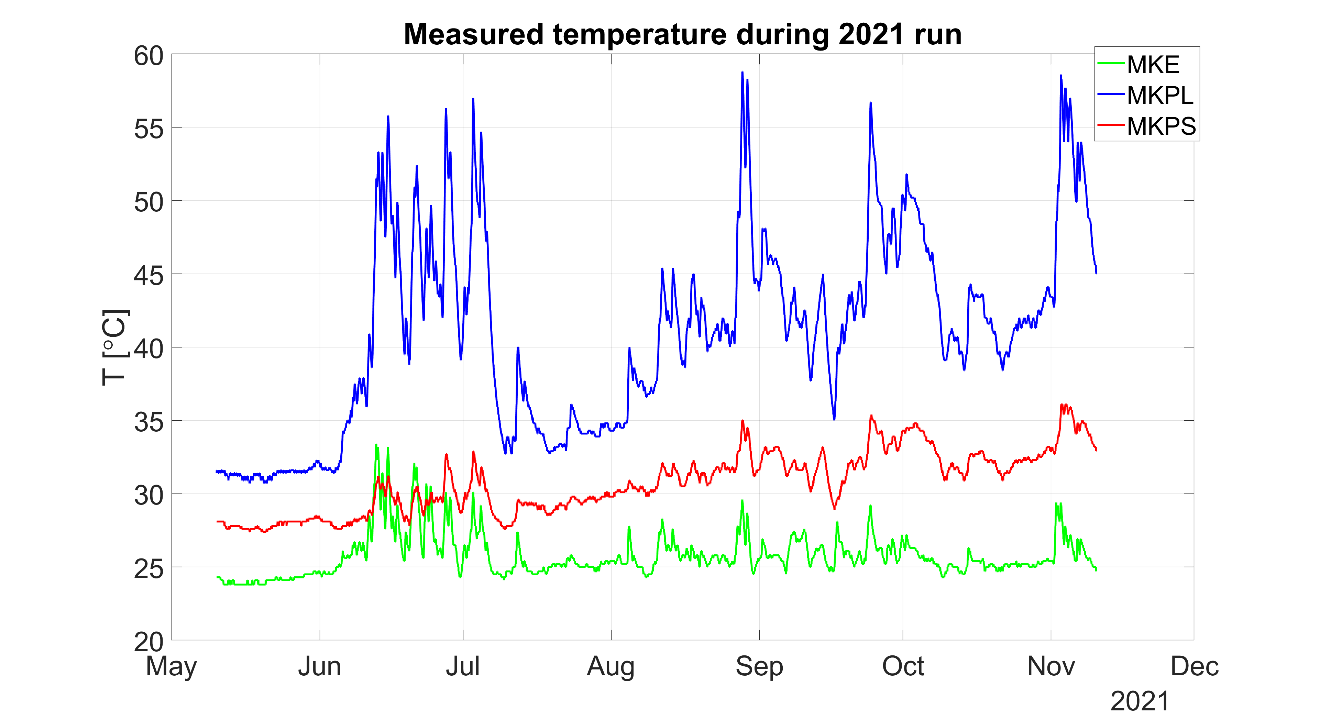 Measured temperature during 2021 run
60
55
50
45
40
35
30
25
20
T [°C]
MKE
MKPL
MKPS
May Jun Jul Aug Sep Oct Nov Dec
2021